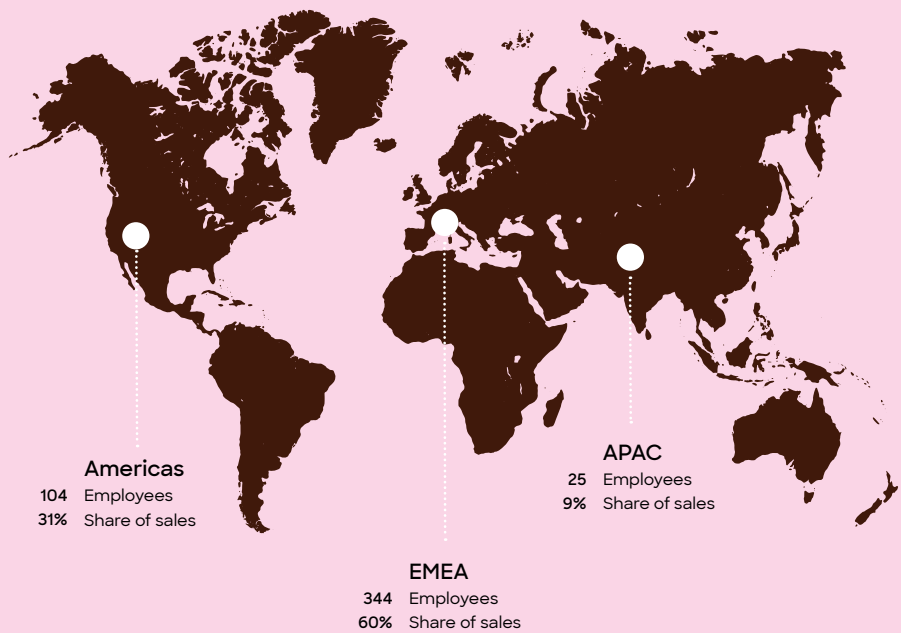 Americas
104 Employees
31% Share of sales
EMEA
344 Employees
60% Share of sales
APAC
25 Employees
9% Share of sales